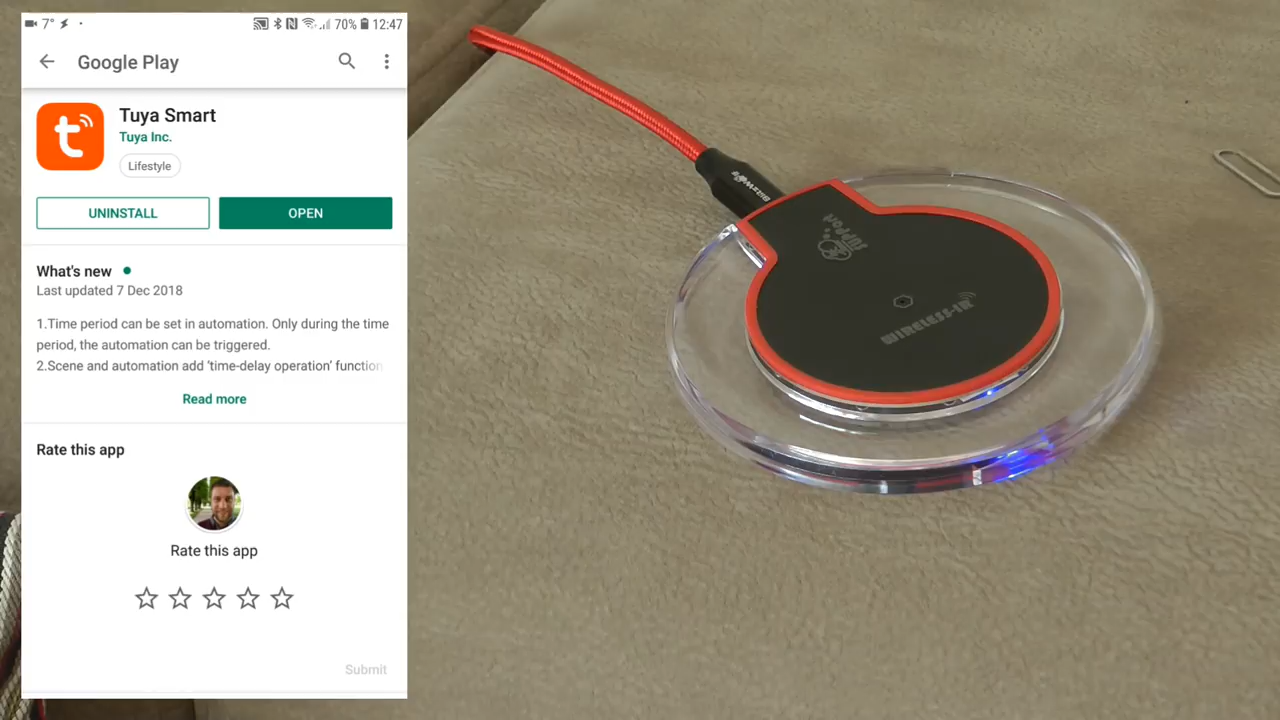 7° 70% 12:47
Google Play
Tuya Smart
Tuya Inc.
Lifestyle
UNINSTALL OPEN
What's new
Last updated 7 Dec 2018
1.Time period can be set in automation. Only during the time
period, the automation can be triggered.
2.Scene and automation add 'time-delay operation' function
Read more
Rate this app
Rate this app
Submit
BlitzWolf®
SUPPORT
WIRELESS-IR